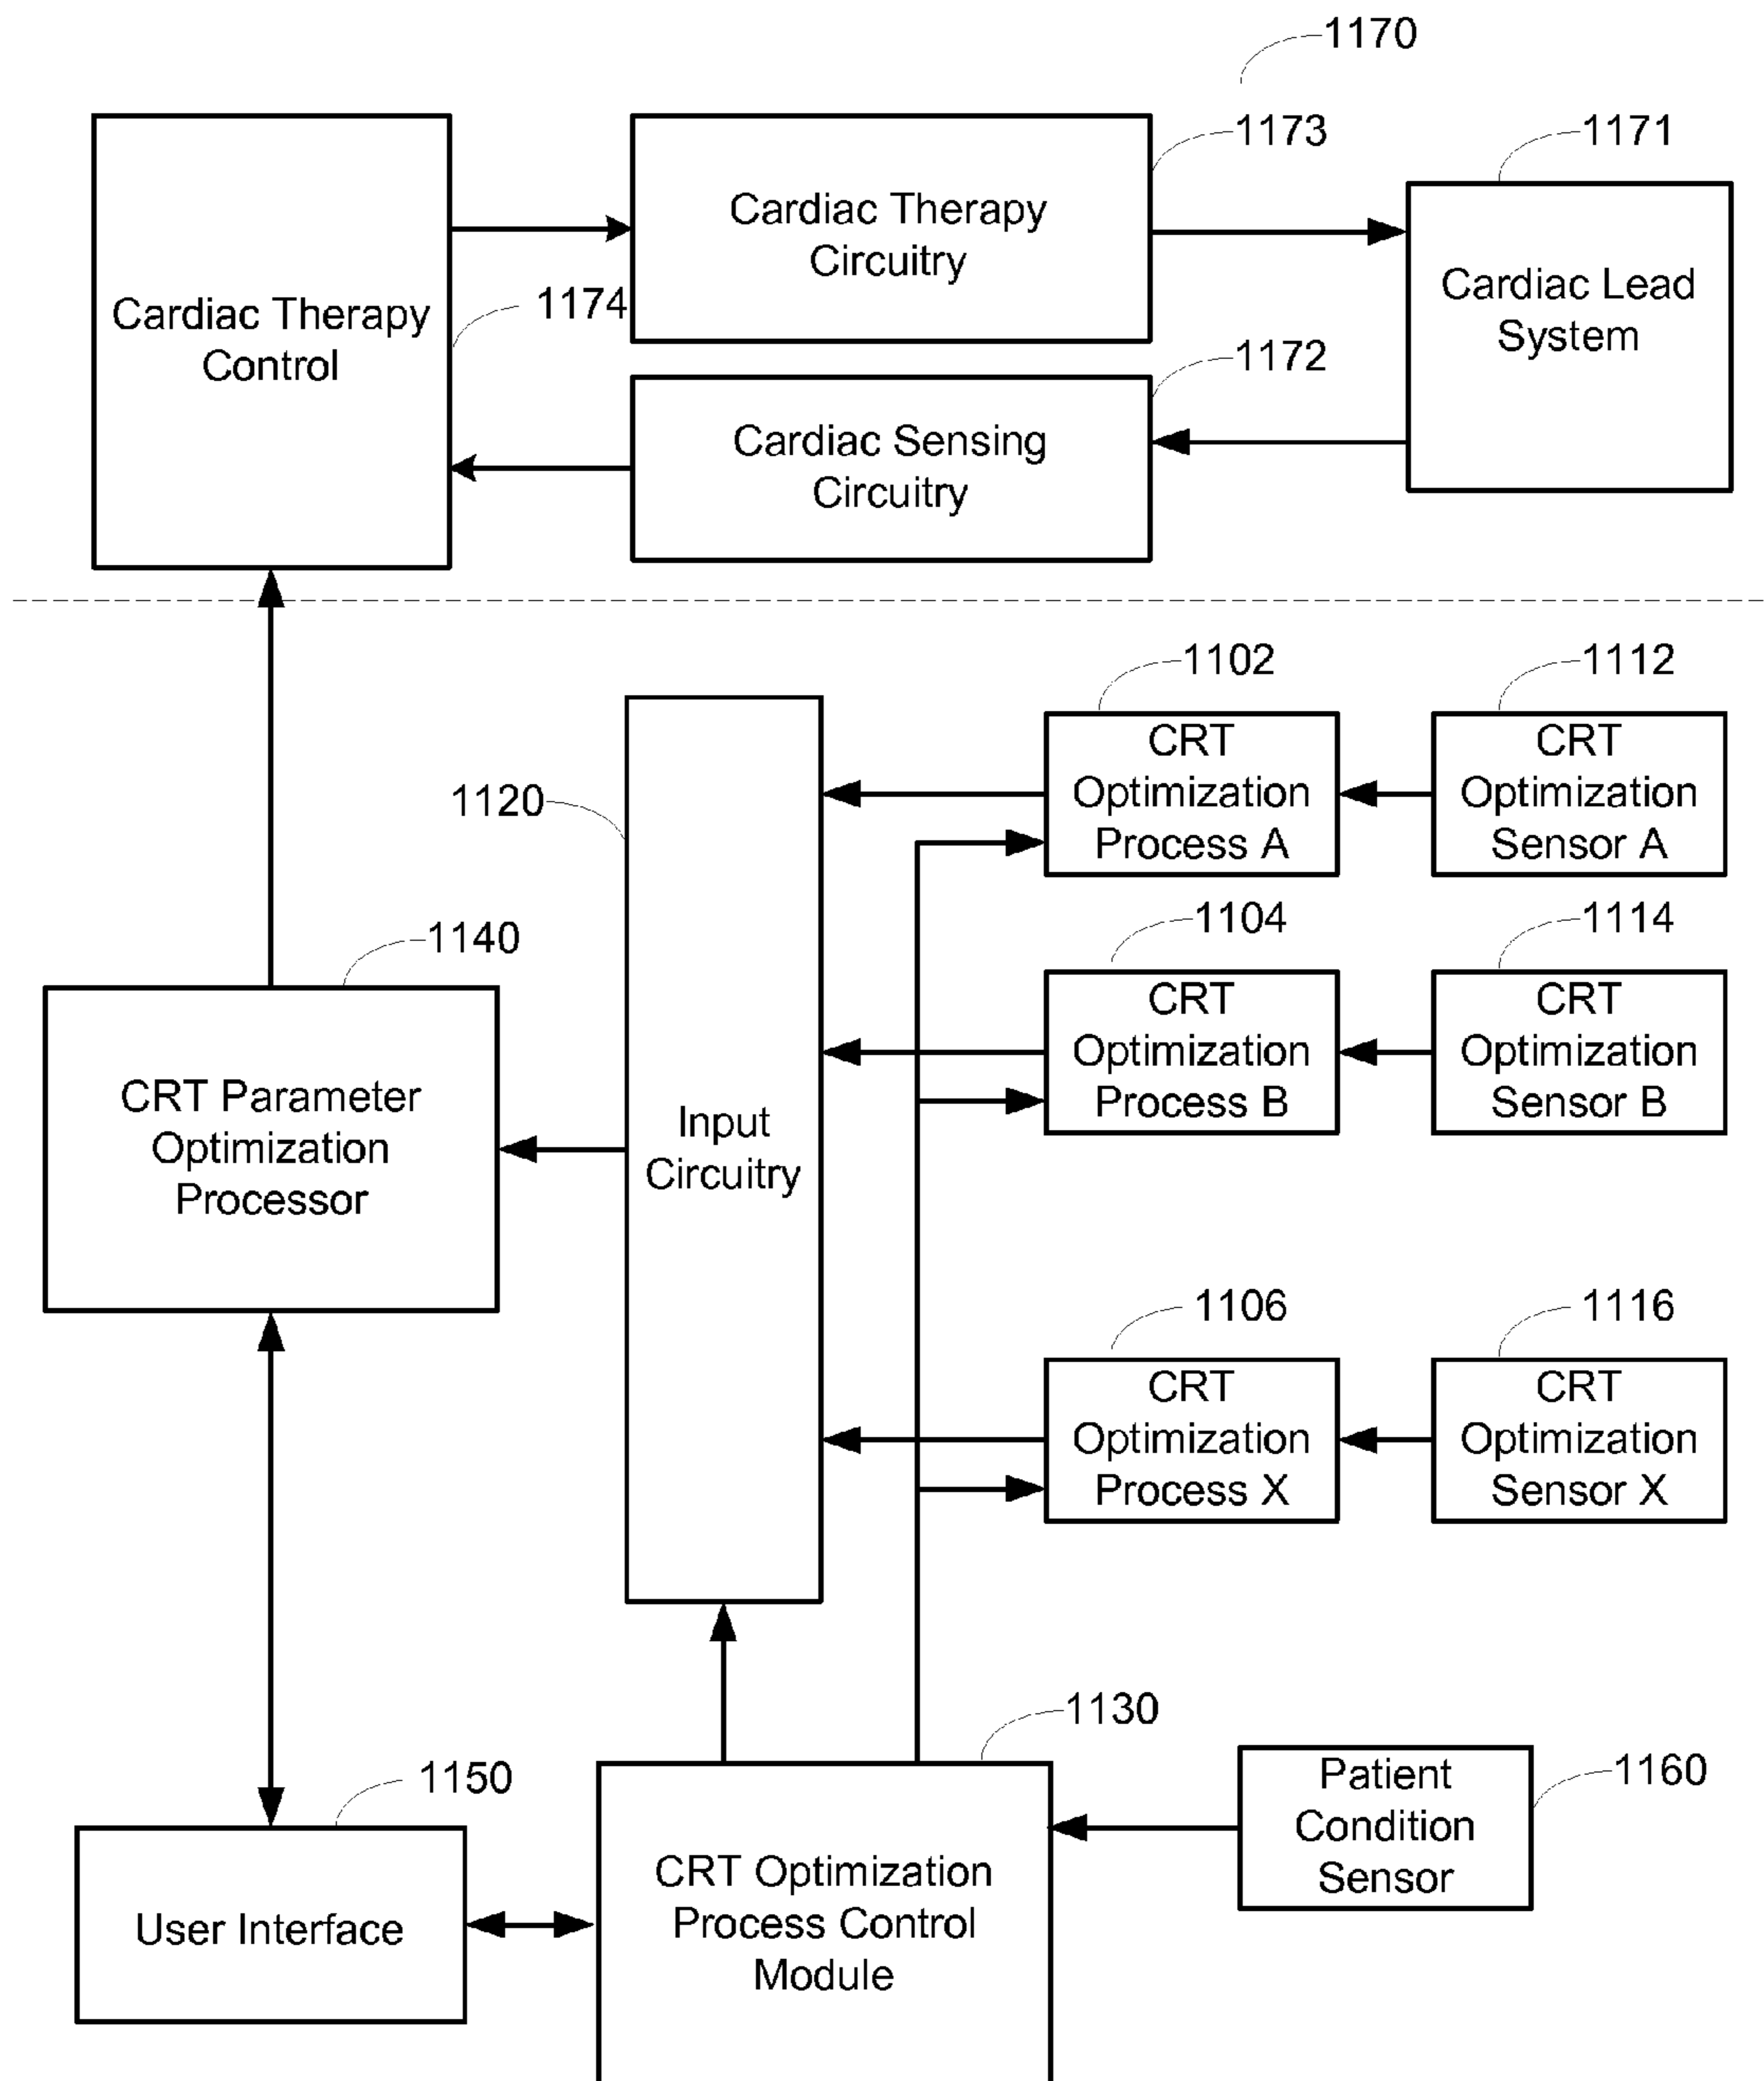 1170
1173
1171
Cardiac Therapy
Circuitry
Cardiac Lead
System
Cardiac Therapy
Control
1174
1172
Cardiac Sensing
Circuitry
1102
1112
CRT
Optimization
Process A
CRT
Optimization
Sensor A
1120
1104
1114
1140
CRT
Optimization
Process B
CRT
Optimization
Sensor B
CRT Parameter
Optimization
Processor
Input
Circuitry
1106
1116
CRT
Optimization
Process X
CRT
Optimization
Sensor X
1130
1150
Patient
Condition
Sensor
1160
User Interface
CRT Optimization
Process Control
Module